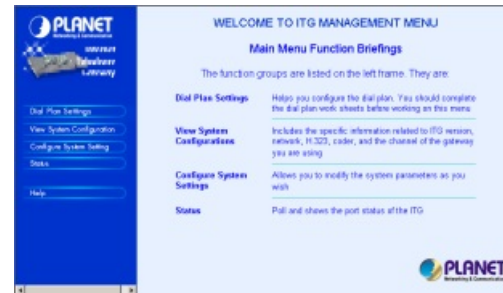 PLANET
Networking & Communication
Internet
Telephony
Gateway
Dial Plan Settings
View System Configuration
Configure System Setting
Status
Help
WELCOME TO ITG MANAGEMENT MENU
Main Menu Function Briefings
The function groups are listed on the left frame. They are:
Dial Plan Settings
Helps you configure the dial plan. You should complete
the dial plan work sheets before working on this menu
View System
Configurations
Includes the specific information related to ITG version,
network, H.323, coder, and the channel of the gateway
you are using
Configure System
Settings
Allows you to modify the system parameters as you
wish
Status
Poll and shows the port status of the ITG
PLANET
Networking & Communication